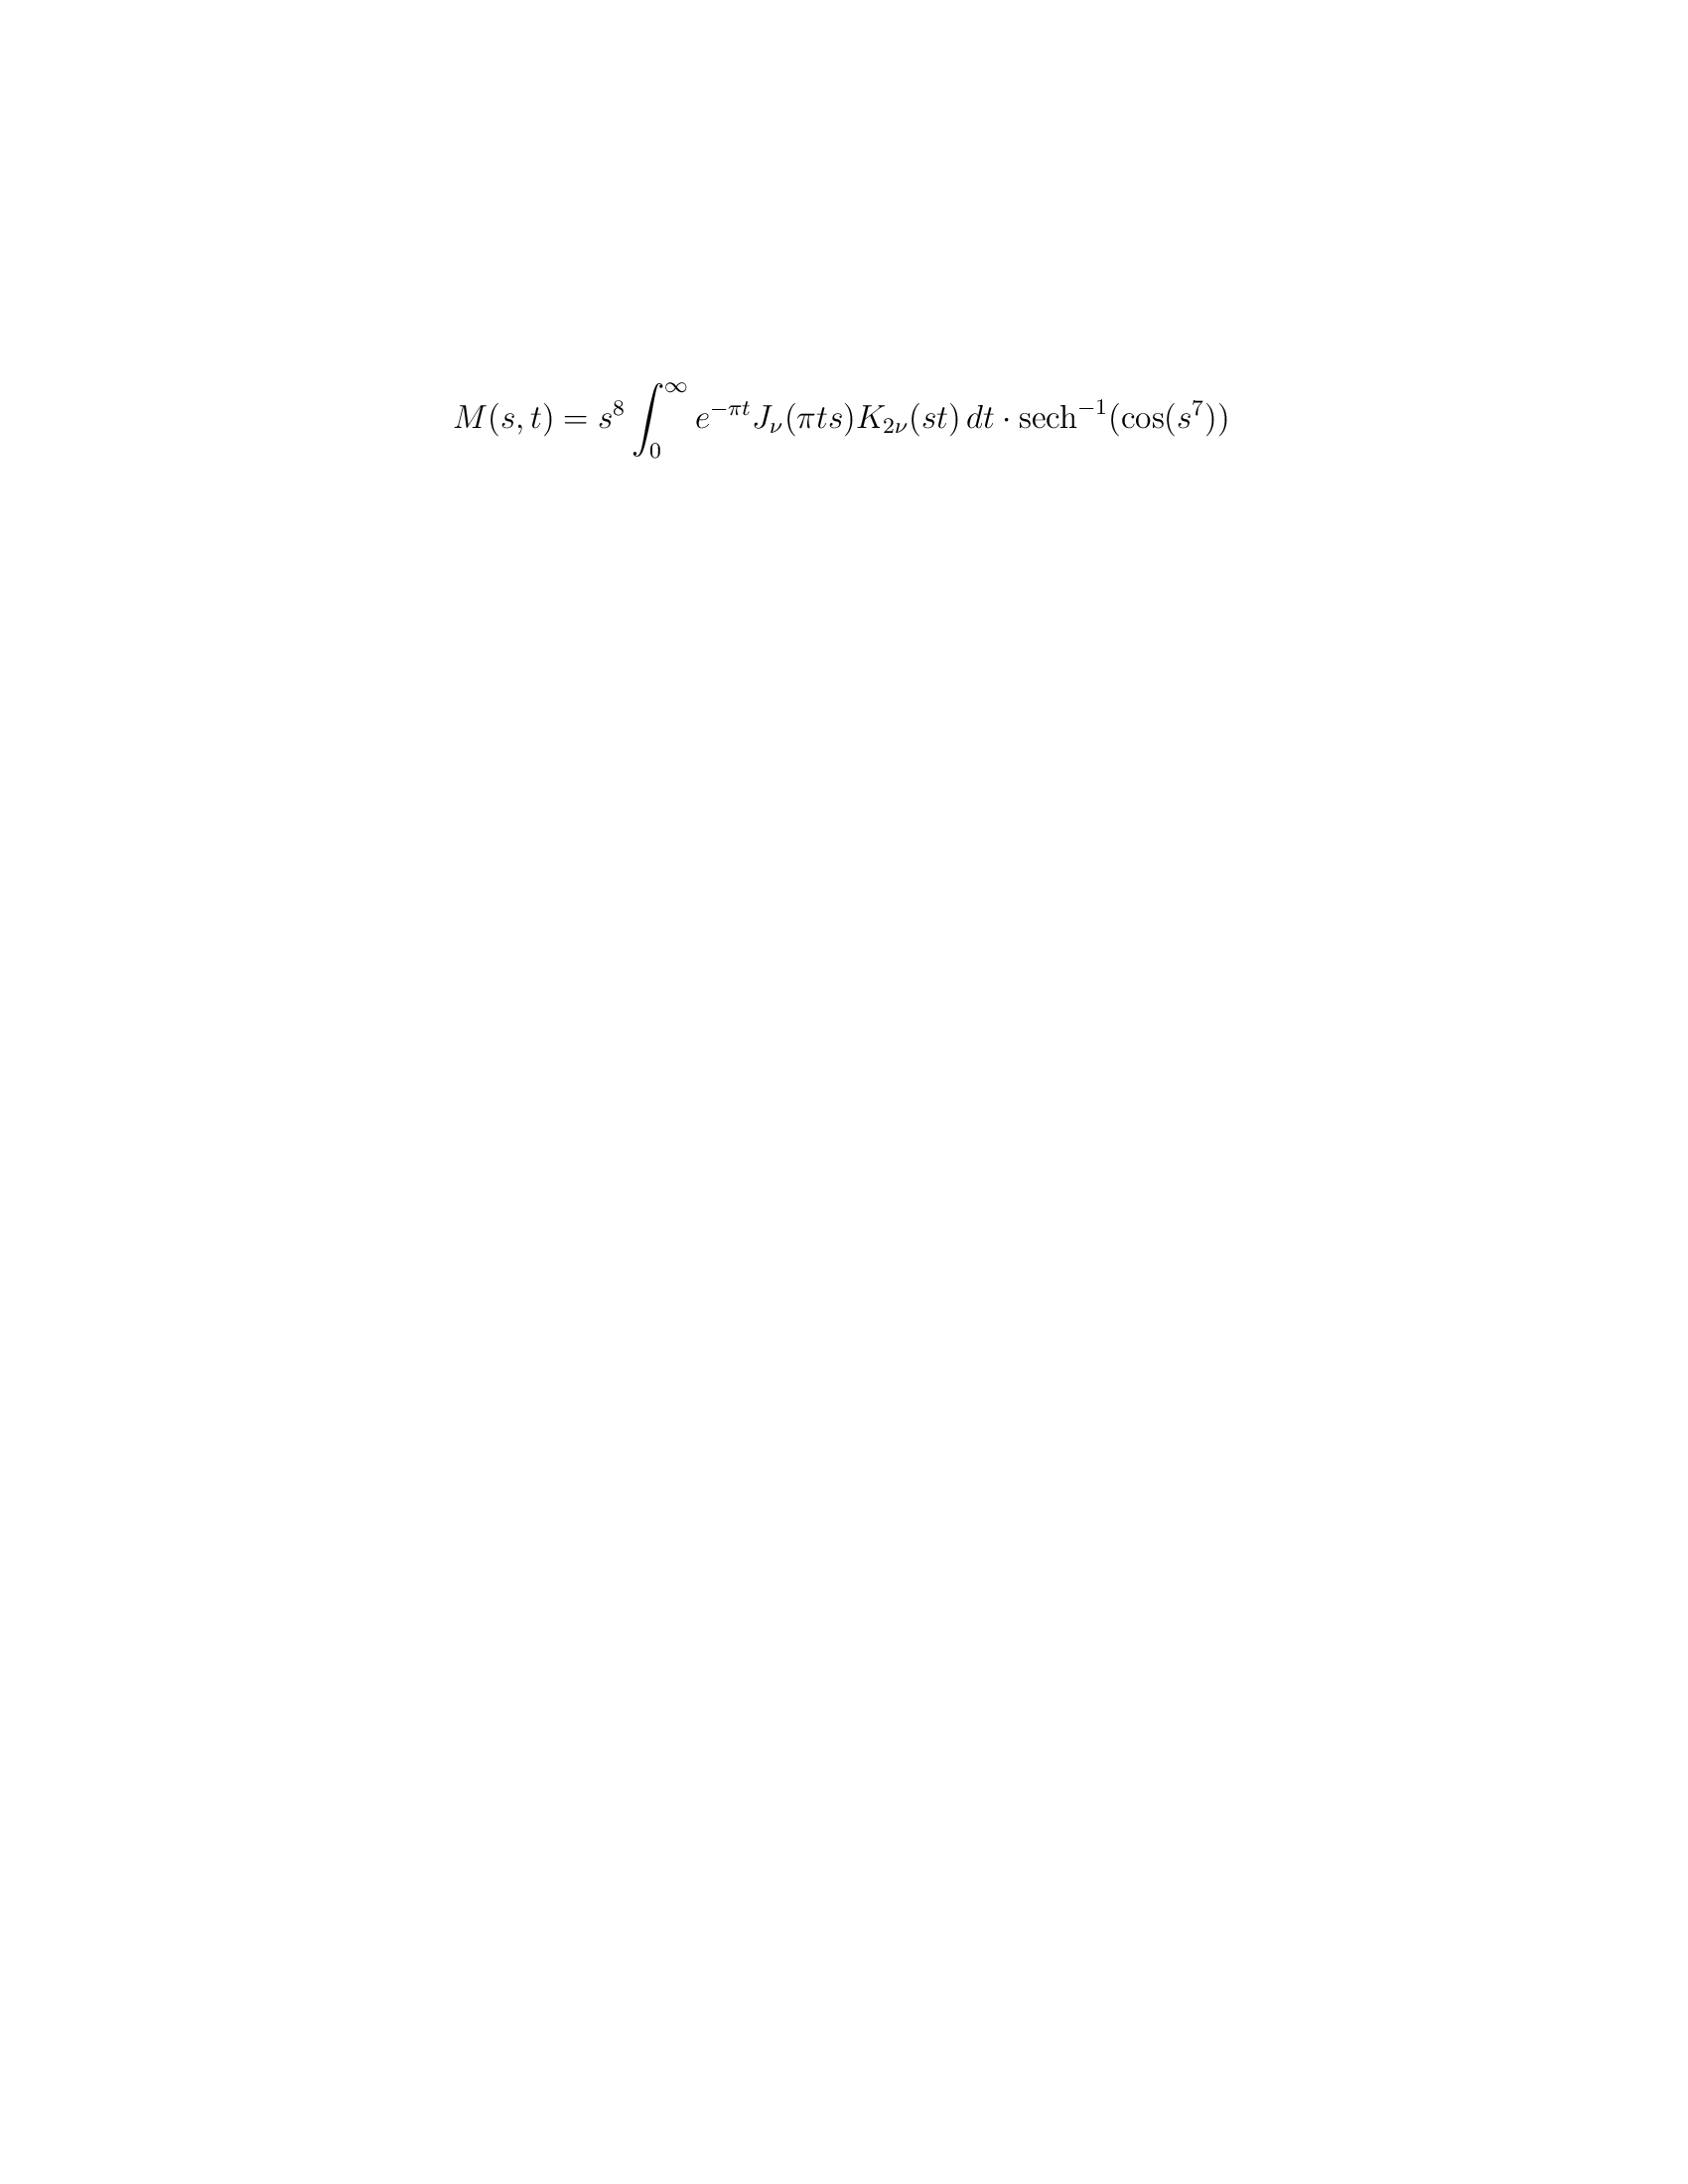 $M(s,t) = s^8 \int_0^\infty e^{-\pi t} J_\nu(\pi t s) K_{2\nu}(st)\, dt \cdot \operatorname{sech}^{-1}(\cos(s^7))$